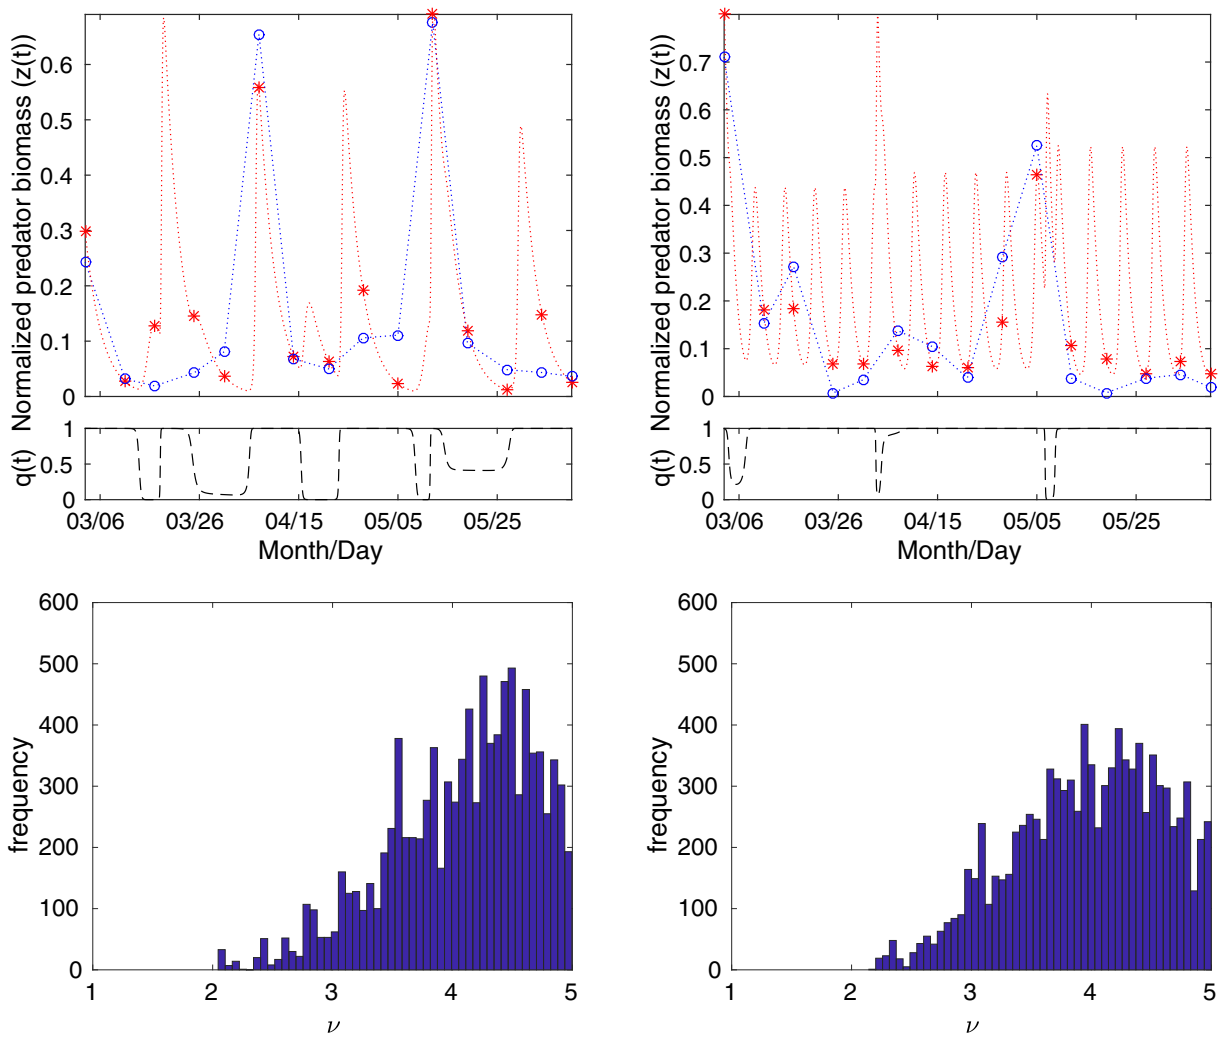 Normalized predator biomass (z(t))
0.6
0.5
0.4
0.3
0.2
0.1
0
q(t)
1
0.5
0
03/06 03/26 04/15 05/05 05/25
Month/Day
Normalized predator biomass (z(t))
0.7
0.6
0.5
0.4
0.3
0.2
0.1
0
q(t)
1
0.5
0
03/06 03/26 04/15 05/05 05/25
Month/Day
frequency
600
500
400
300
200
100
0
1 2 3 4 5
ν
frequency
600
500
400
300
200
100
0
1 2 3 4 5
ν